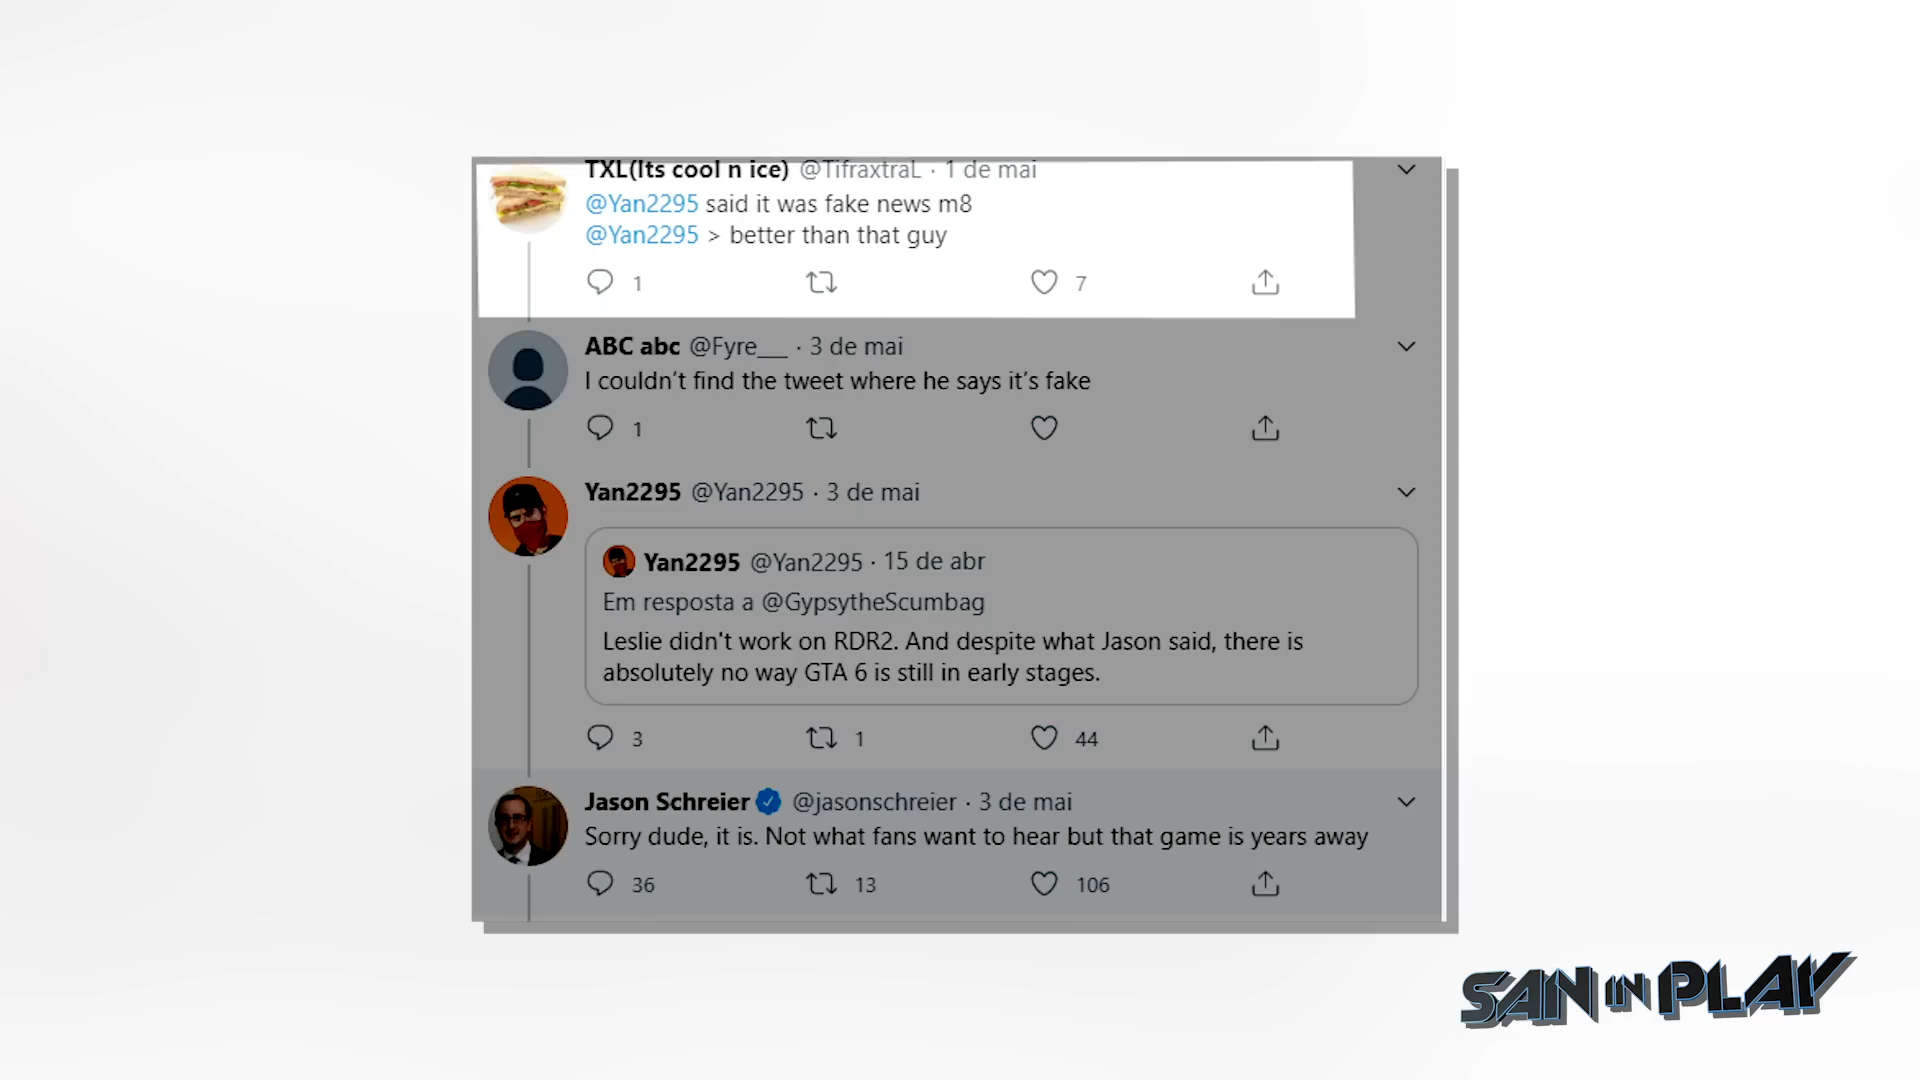 TXL(Its cool n ice) @TifraxtraL · 1 de mai
@Yan2295 said it was fake news m8
@Yan2295 > better than that guy
1 7
ABC abc @Fyre___ · 3 de mai
I couldn’t find the tweet where he says it’s fake
1
Yan2295 @Yan2295 · 3 de mai
Yan2295 @Yan2295 · 15 de abr
Em resposta a @GypsytheScumbag
Leslie didn't work on RDR2. And despite what Jason said, there is
absolutely no way GTA 6 is still in early stages.
3 1 44
Jason Schreier @jasonschreier · 3 de mai
Sorry dude, it is. Not what fans want to hear but that game is years away
36 13 106
SAN IN PLAY